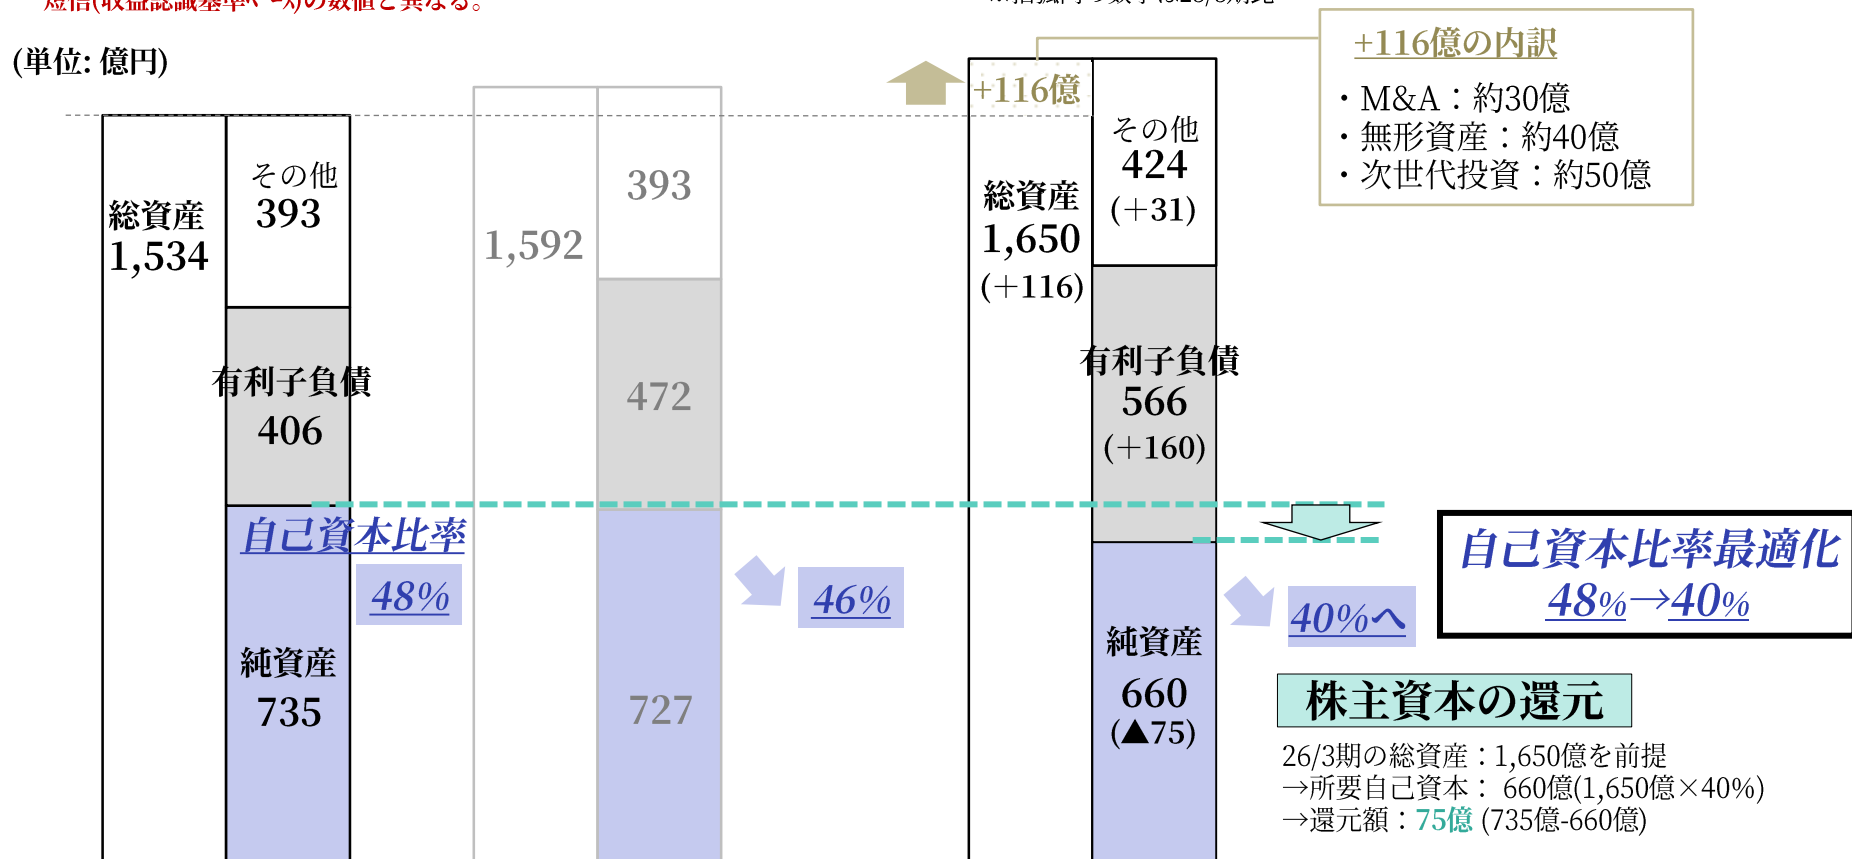 (単位: 億円)
総資産
1,534
その他
393
有利子負債
406
自己資本比率
48%
純資産
735
1,592
393
472
46%
727
+116億
総資産
1,650
(+116)
その他
424
(+31)
有利子負債
566
(+160)
純資産
660
(▲75)
40%へ
+116億の内訳
・M&A：約30億
・無形資産：約40億
・次世代投資：約50億
自己資本比率最適化
48%→40%
株主資本の還元
26/3期の総資産：1,650億を前提
→所要自己資本： 660億(1,650億×40%)
→還元額：75億 (735億-660億)